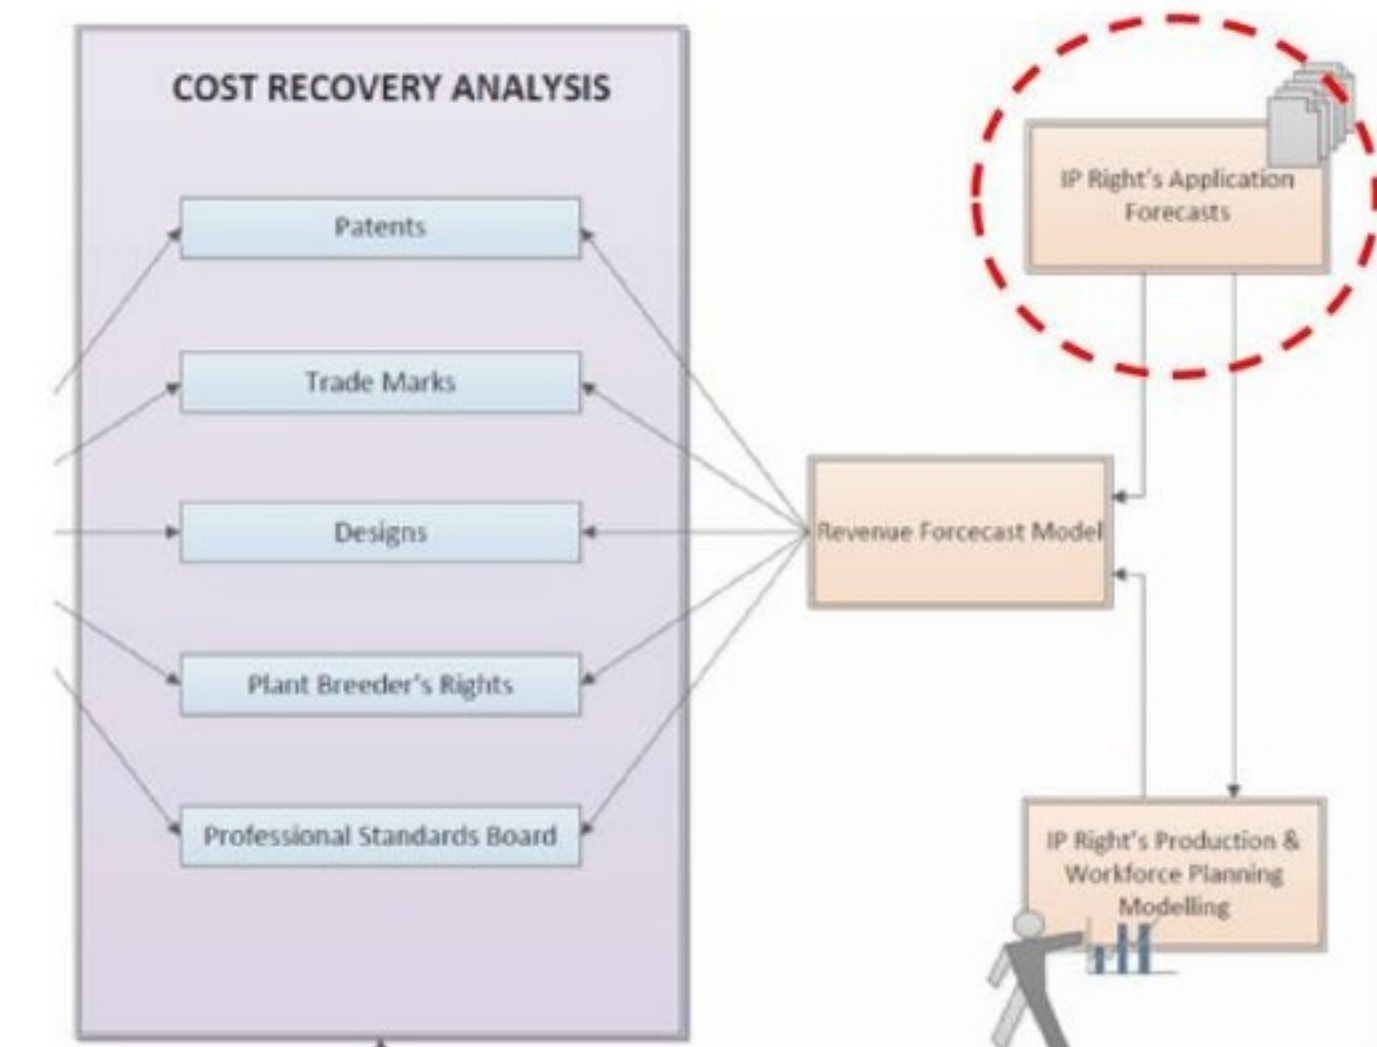 COST RECOVERY ANALYSIS
Patents
Trade Marks
Designs
Plant Breeder's Rights
Professional Standards Board
IP Right's Application
Forecasts
Revenue Forcecast Model
IP Right's Production &
Workforce Planning
Modelling